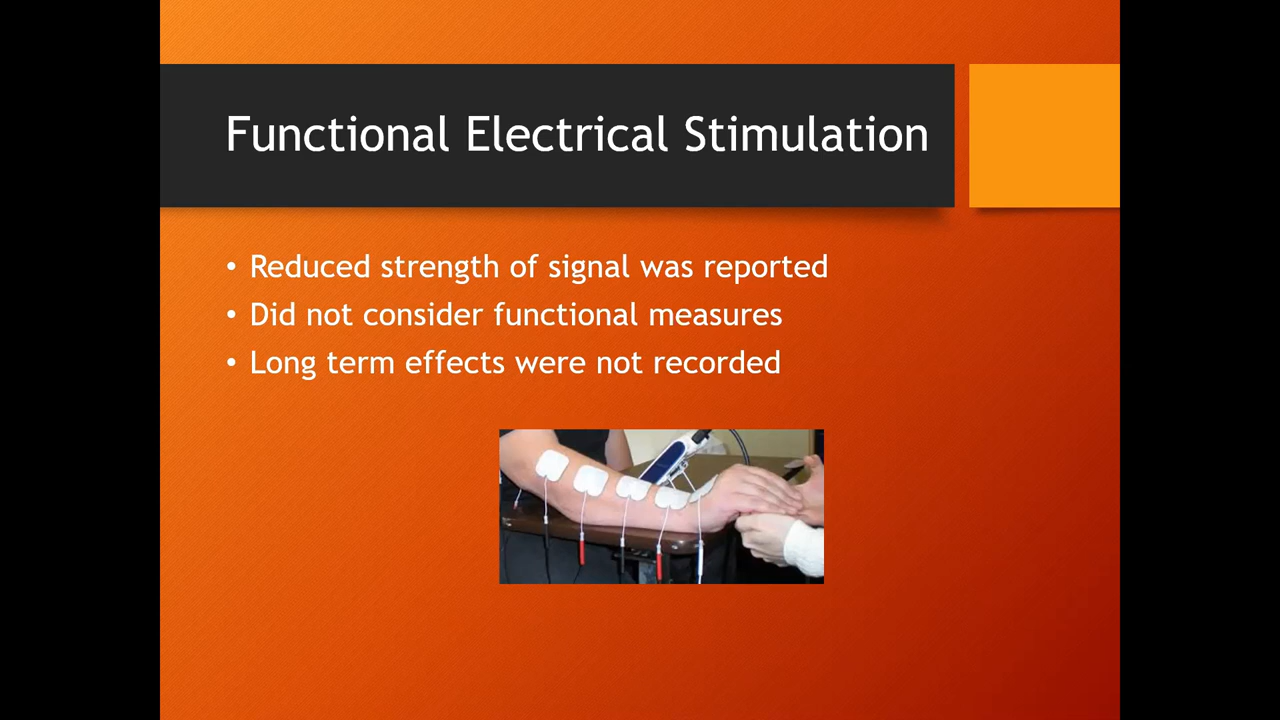 Functional Electrical Stimulation
• Reduced strength of signal was reported
• Did not consider functional measures
• Long term effects were not recorded